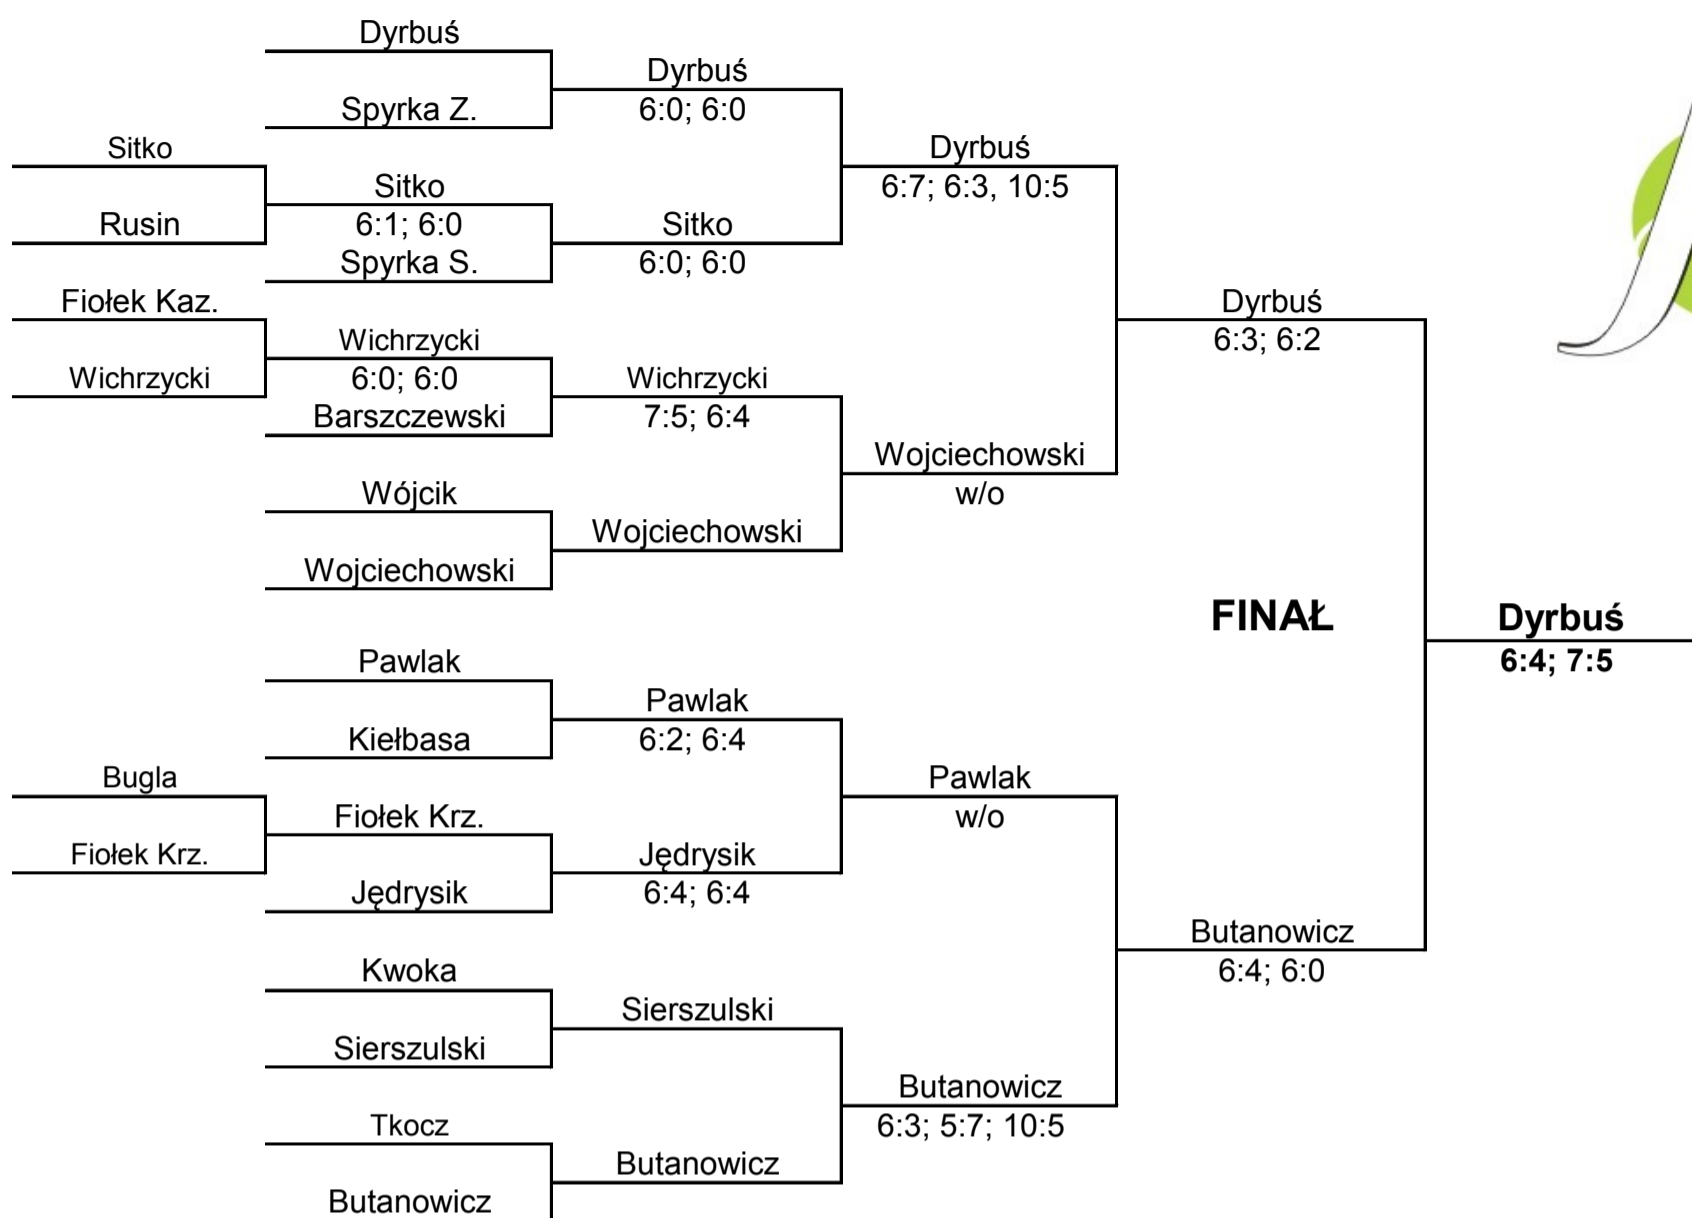 Dyrbuś
Spyrka Z.
Sitko
Rusin
Sitko
6:1; 6:0
Spyrka S.
Fiołek Kaz.
Wichrzycki
Wichrzycki
6:0; 6:0
Barszczewski
Wójcik
Wojciechowski
Pawlak
Kiełbasa
Bugla
Fiołek Krz.
Fiołek Krz.
Jędrysik
Kwoka
Sierszulski
Tkocz
Butanowicz
Dyrbuś
6:0; 6:0
Sitko
6:0; 6:0
Wichrzycki
7:5; 6:4
Wojciechowski
Pawlak
6:2; 6:4
Jędrysik
6:4; 6:4
Sierszulski
Butanowicz
Dyrbuś
6:7; 6:3, 10:5
Wojciechowski
w/o
Pawlak
w/o
Butanowicz
6:3; 5:7; 10:5
Dyrbuś
6:3; 6:2
FINAŁ
Butanowicz
6:4; 6:0
Dyrbuś
6:4; 7:5